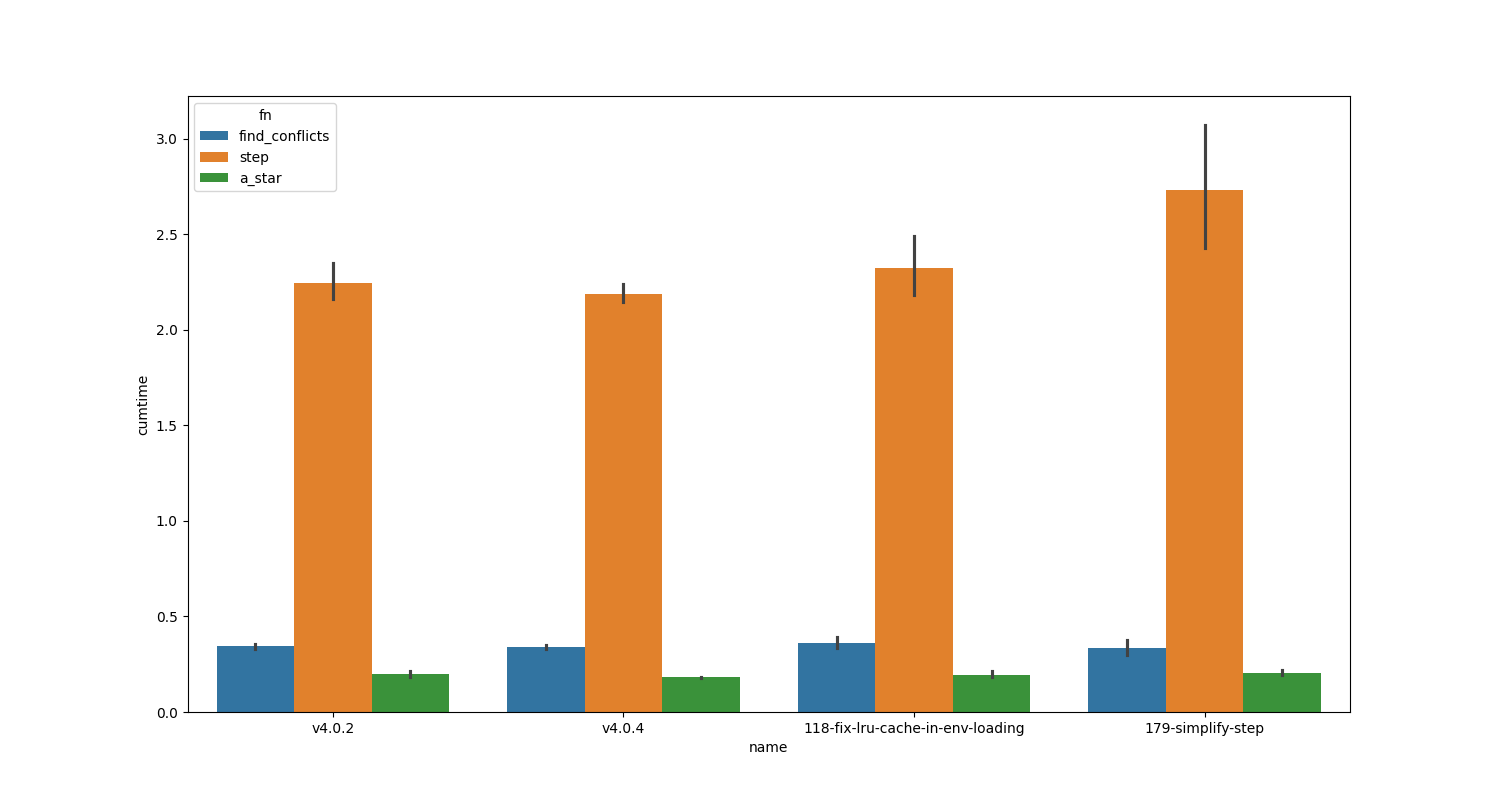 fn
find_conflicts
step
a_star
cumtime
3.0
2.5
2.0
1.5
1.0
0.5
0.0
v4.0.2
v4.0.4
118-fix-lru-cache-in-env-loading
179-simplify-step
name